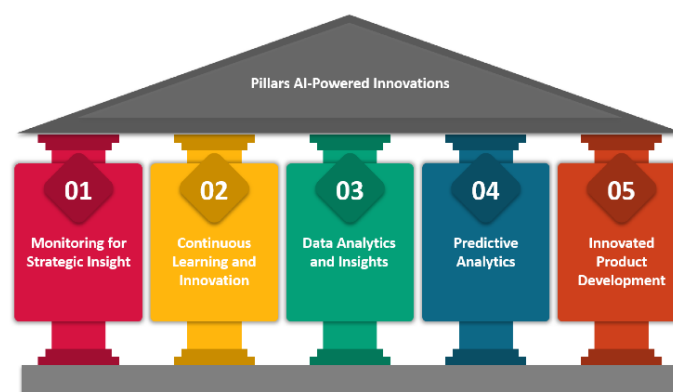 Pillars AI-Powered Innovations
01
Monitoring for
Strategic Insight
02
Continuous
Learning and
Innovation
03
Data Analytics
and Insights
04
Predictive
Analytics
05
Innovated
Product
Development